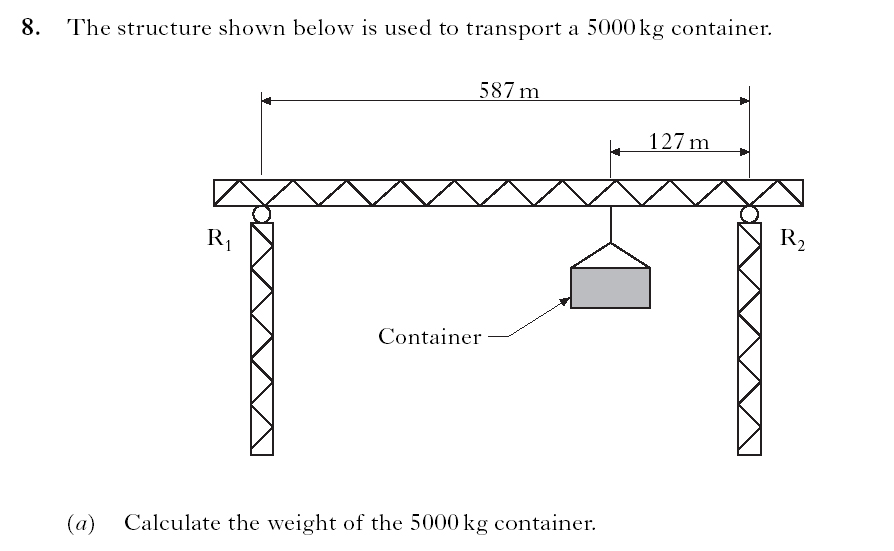 8. The structure shown below is used to transport a 5000 kg container.
587 m
127 m
R₁
R₂
Container
(a) Calculate the weight of the 5000 kg container.